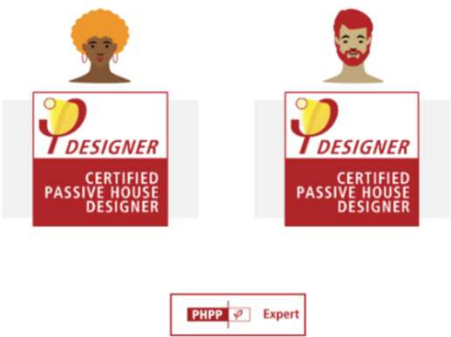 DESIGNER
CERTIFIED
PASSIVE HOUSE
DESIGNER
DESIGNER
CERTIFIED
PASSIVE HOUSE
DESIGNER
PHPP Expert